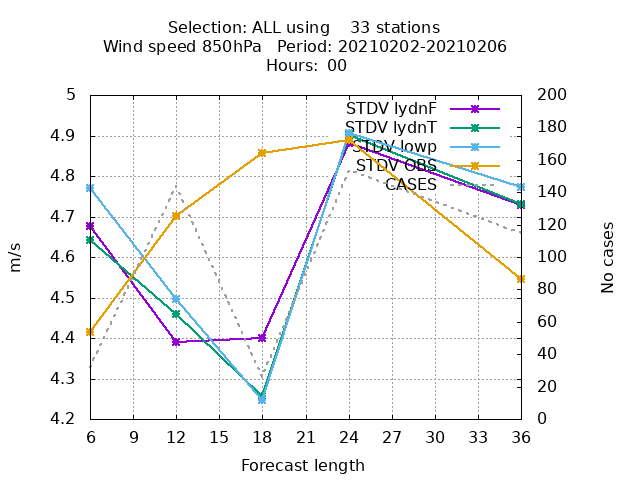 Selection: ALL using    33 stations
Wind speed 850hPa   Period: 20210202-20210206
Hours: 00
5
4.9
4.8
4.7
4.6
4.5
4.4
4.3
4.2
m/s
200
180
160
140
120
100
80
60
40
20
0
No cases
STDV lydnF
STDV lydnT
STDV lowp
STDV OBS
CASES
6 9 12 15 18 21 24 27 30 33 36
Forecast length